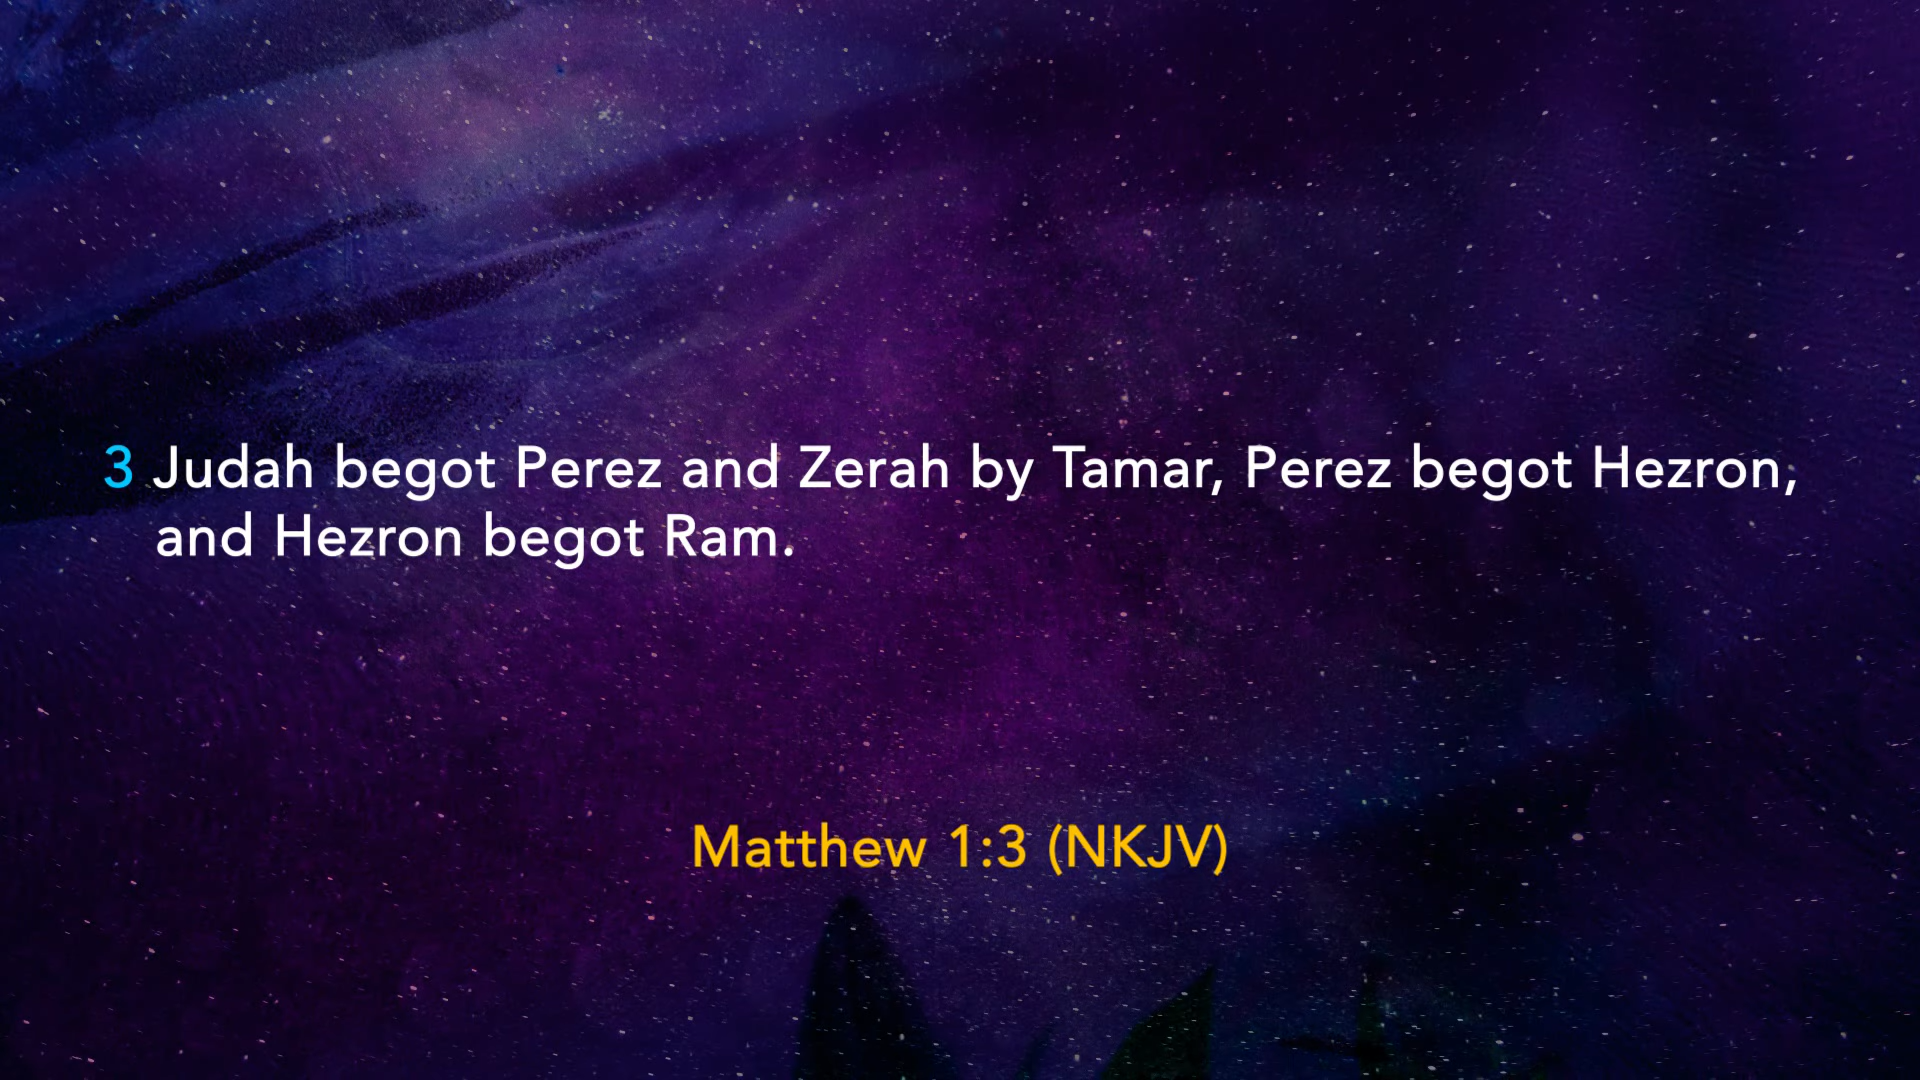 3 Judah begot Perez and Zerah by Tamar, Perez begot Hezron,
and Hezron begot Ram.
Matthew 1:3 (NKJV)